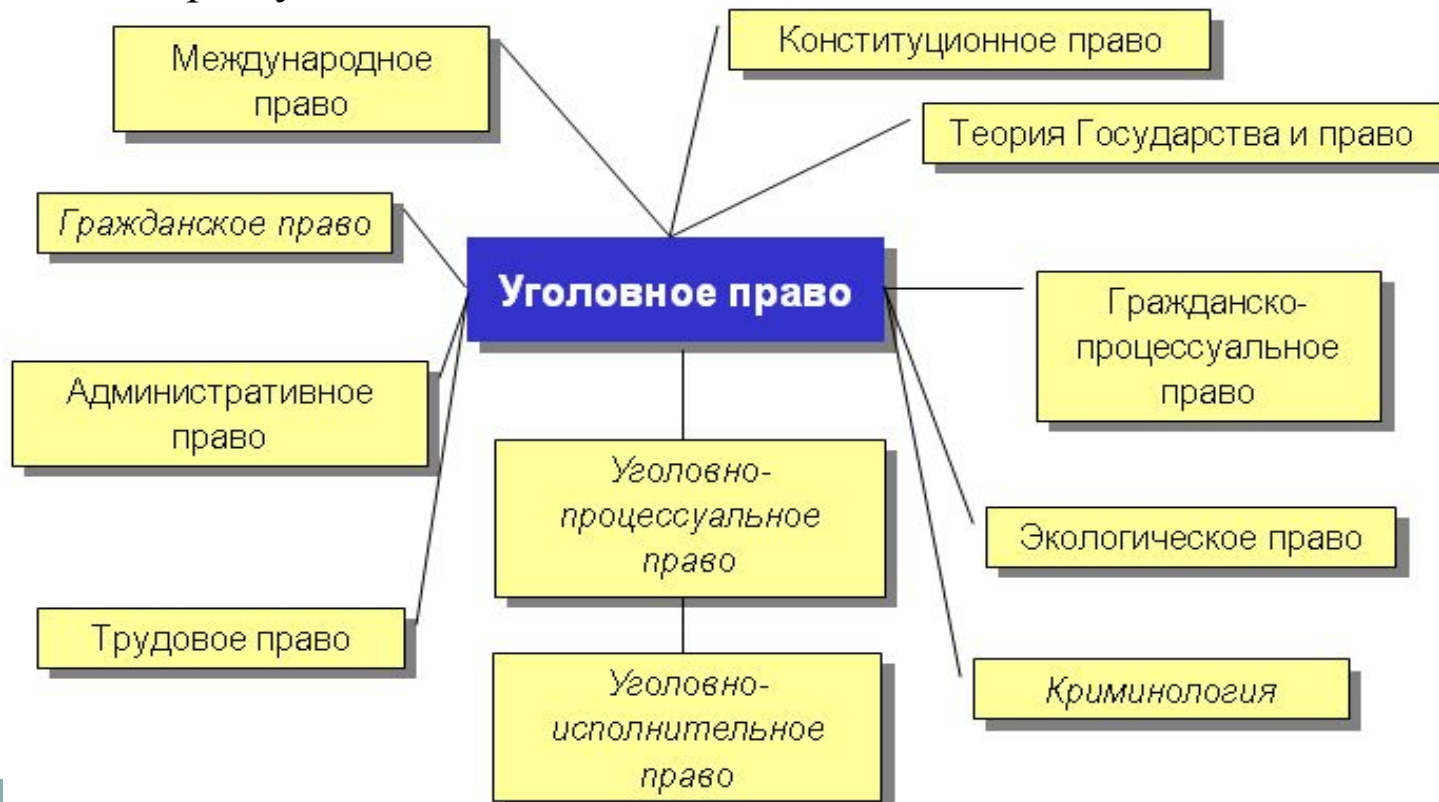 Международное
право
Конституционное право
Теория Государства и право
Гражданское право
Уголовное право
Гражданско-
процессуальное
право
Административное
право
Уголовно-
процессуальное
право
Экологическое право
Трудовое право
Уголовно-
исполнительное
право
Криминология